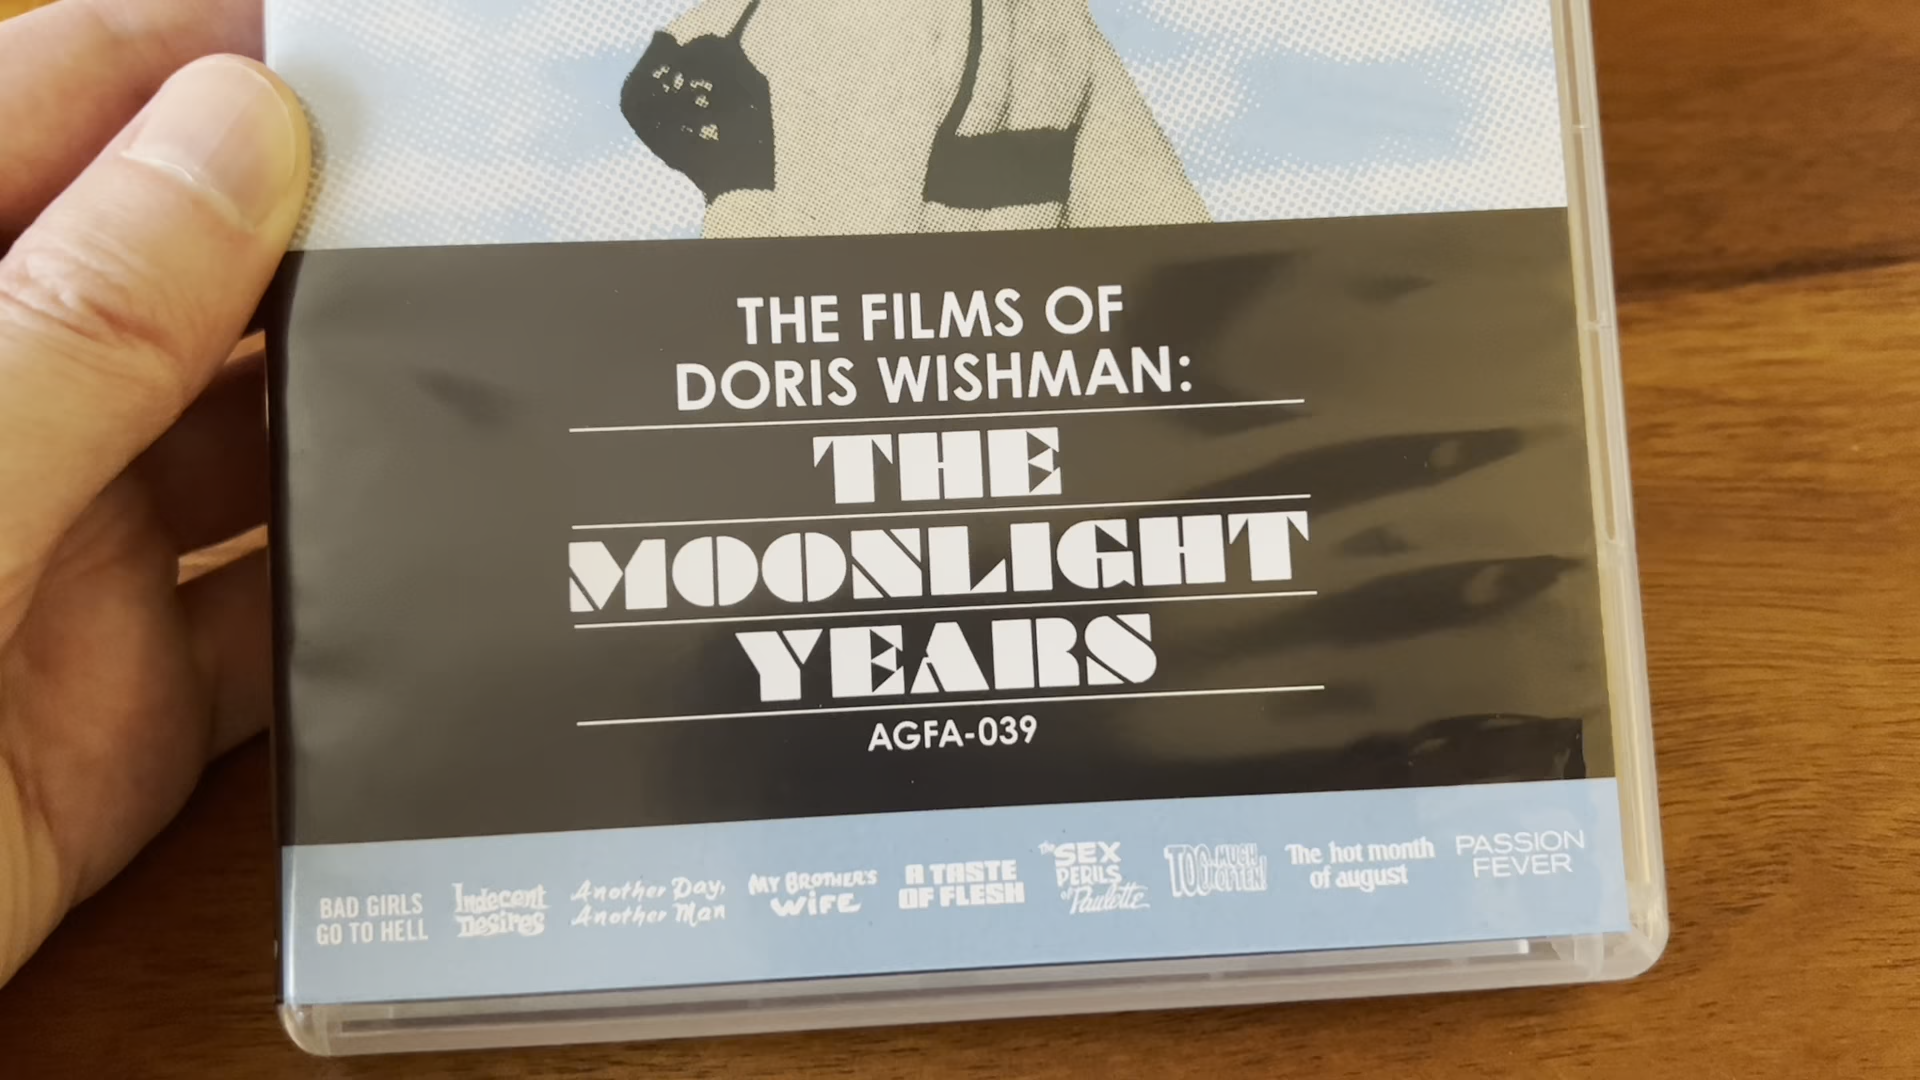 THE FILMS OF
DORIS WISHMAN:
THE
MOONLIGHT
YEARS
AGFA-039
BAD GIRLS
GO TO HELL
Indecent
Desires
Another Day,
Another Man
MY BROTHER'S
WiFE
A TASTE
OF FLESH
The SEX
PERILS
of Paulette
TOO MUCH
TOO OFTEN!
The hot month
of august
PASSION
FEVER